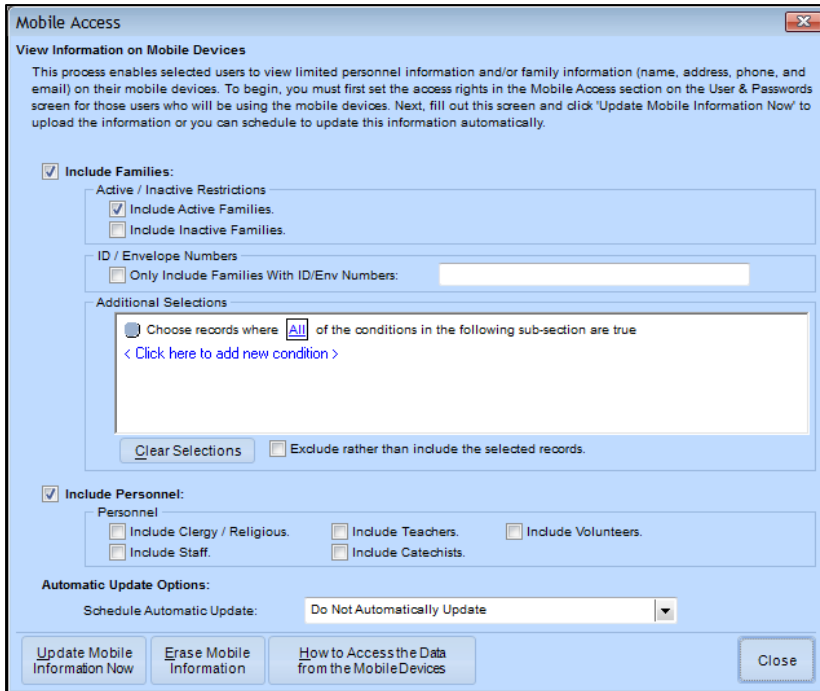 Mobile Access
View Information on Mobile Devices
This process enables selected users to view limited personnel information and/or family information (name, address, phone, and
email) on their mobile devices. To begin, you must first set the access rights in the Mobile Access section on the User & Passwords
screen for those users who will be using the mobile devices. Next, fill out this screen and click 'Update Mobile Information Now' to
upload the information or you can schedule to update this information automatically.
Include Families:
Active / Inactive Restrictions
Include Active Families.
Include Inactive Families.
ID / Envelope Numbers
Only Include Families With ID/Env Numbers:
Additional Selections
Choose records where All of the conditions in the following sub-section are true
< Click here to add new condition >
Clear Selections Exclude rather than include the selected records.
Include Personnel:
Personnel
Include Clergy / Religious. Include Teachers. Include Volunteers.
Include Staff. Include Catechists.
Automatic Update Options:
Schedule Automatic Update: Do Not Automatically Update
Update Mobile Erase Mobile How to Access the Data
Information Now Information from the Mobile Devices
Close